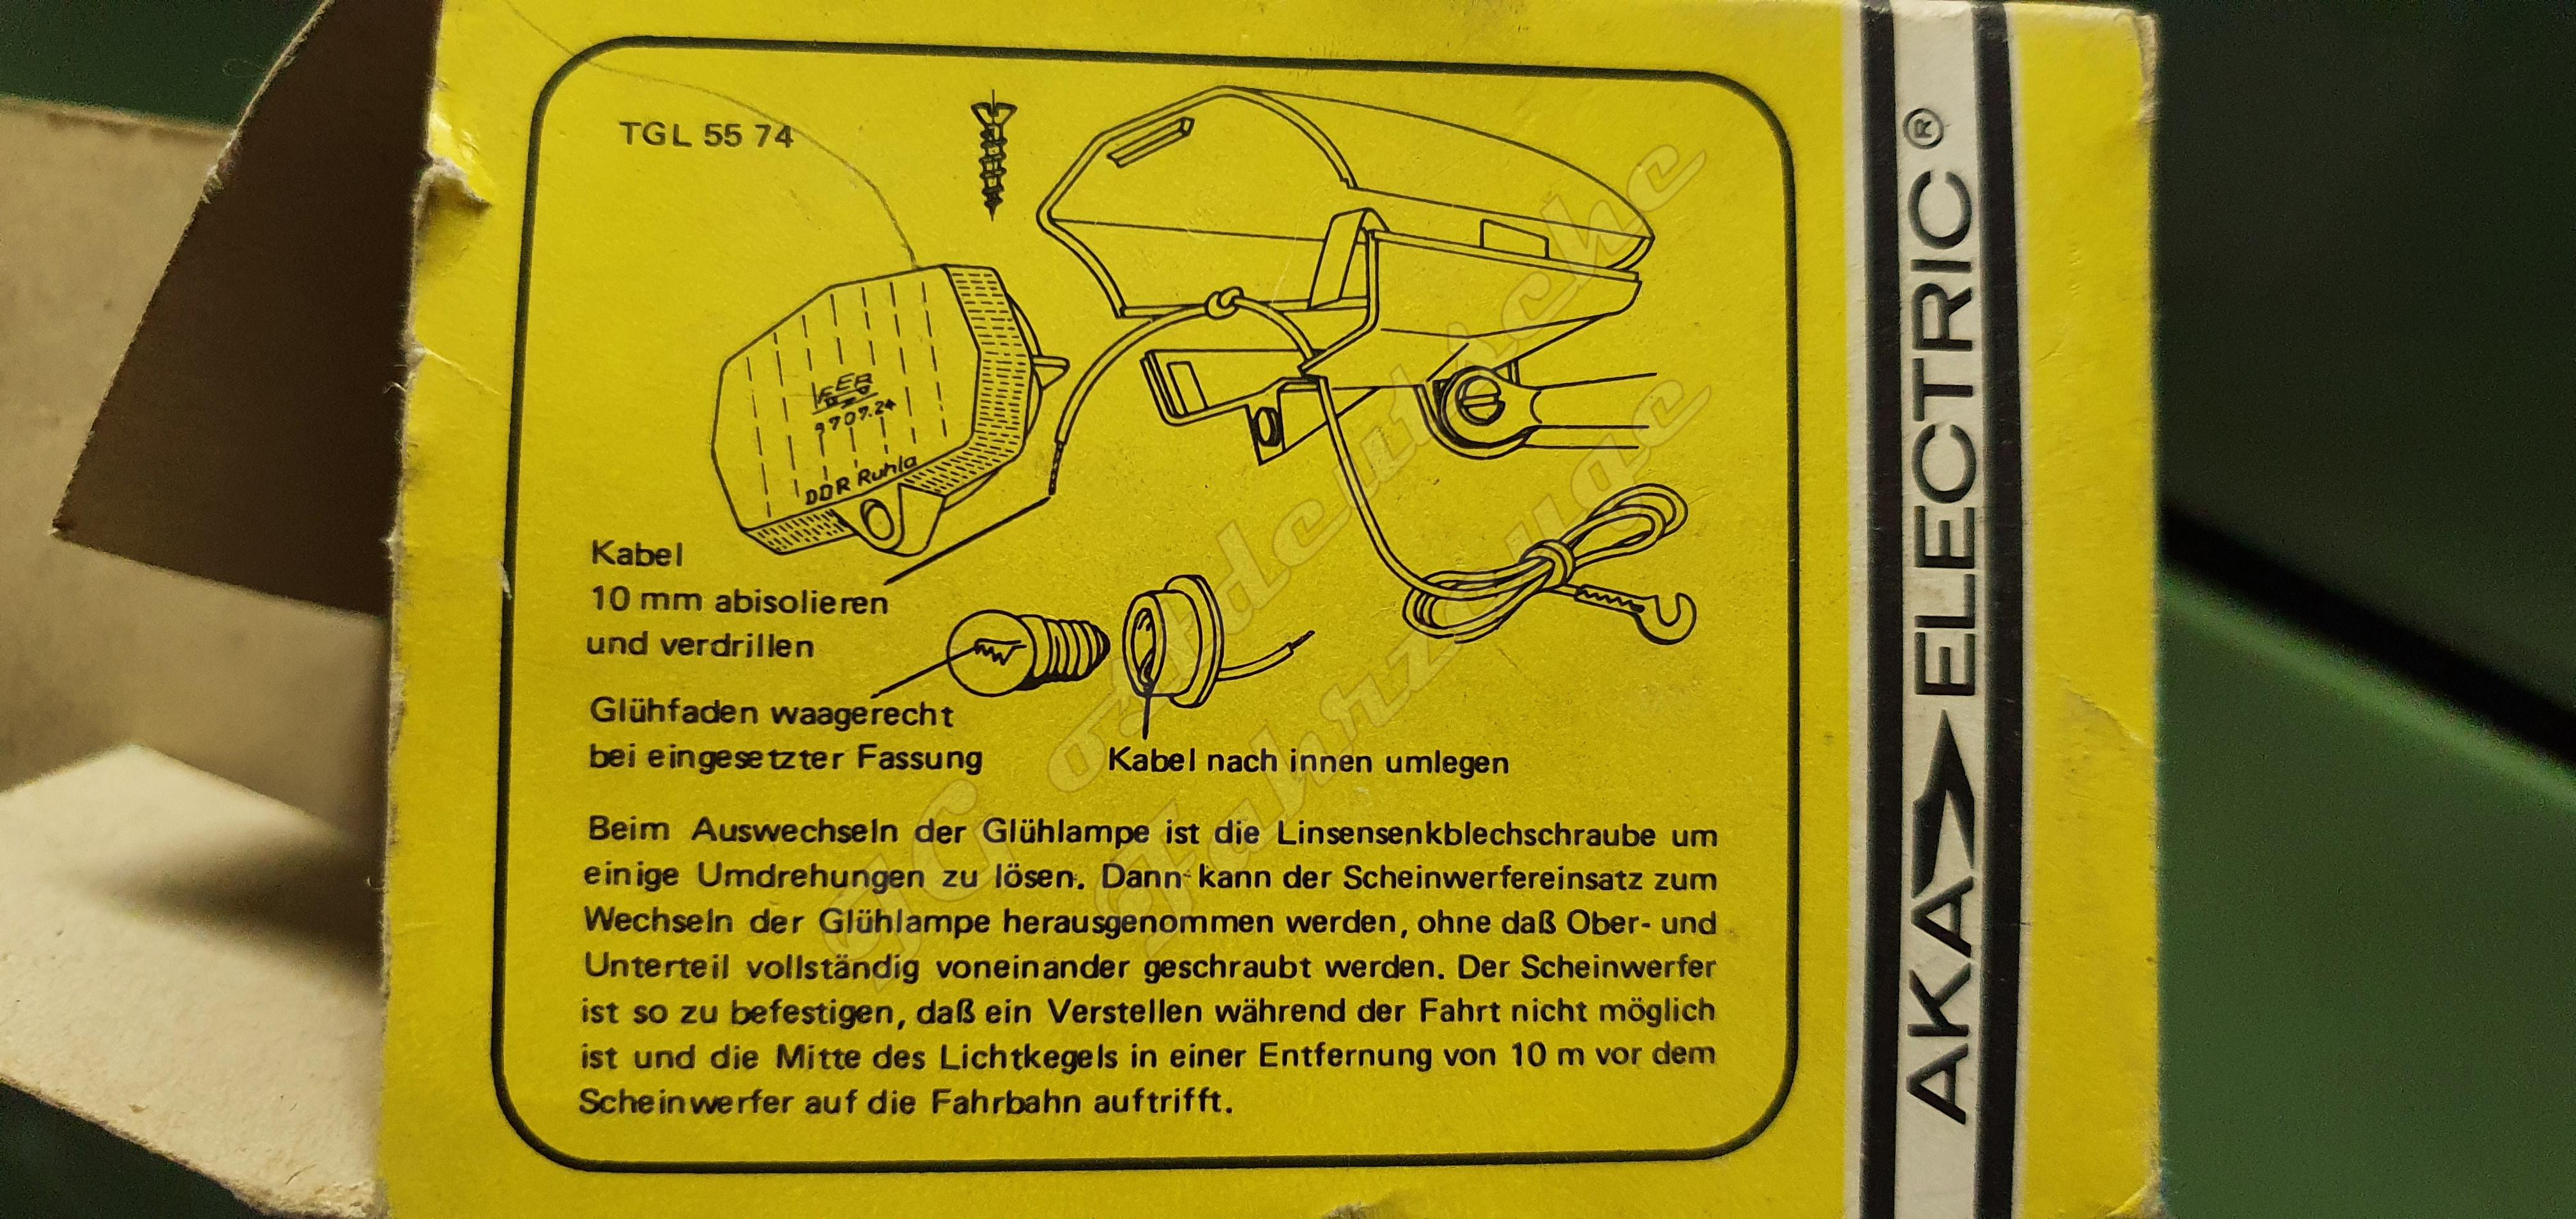 TGL 55 74
DDR Ruhla
Kabel
10 mm abisolieren
und verdrillen
Glühfaden waagerecht
bei eingesetzter Fassung
Kabel nach innen umlegen
Beim Auswechseln der Glühlampe ist die Linsensenkblechschraube um
einige Umdrehungen zu lösen. Dann kann der Scheinwerfereinsatz zum
Wechseln der Glühlampe herausgenommen werden, ohne daß Ober- und
Unterteil vollständig voneinander geschraubt werden. Der Scheinwerfer
ist so zu befestigen, daß ein Verstellen während der Fahrt nicht möglich
ist und die Mitte des Lichtkegels in einer Entfernung von 10 m vor dem
Scheinwerfer auf die Fahrbahn auftrifft.
AKA ELECTRIC®
IG ostdeutsche
Fahrzeuge